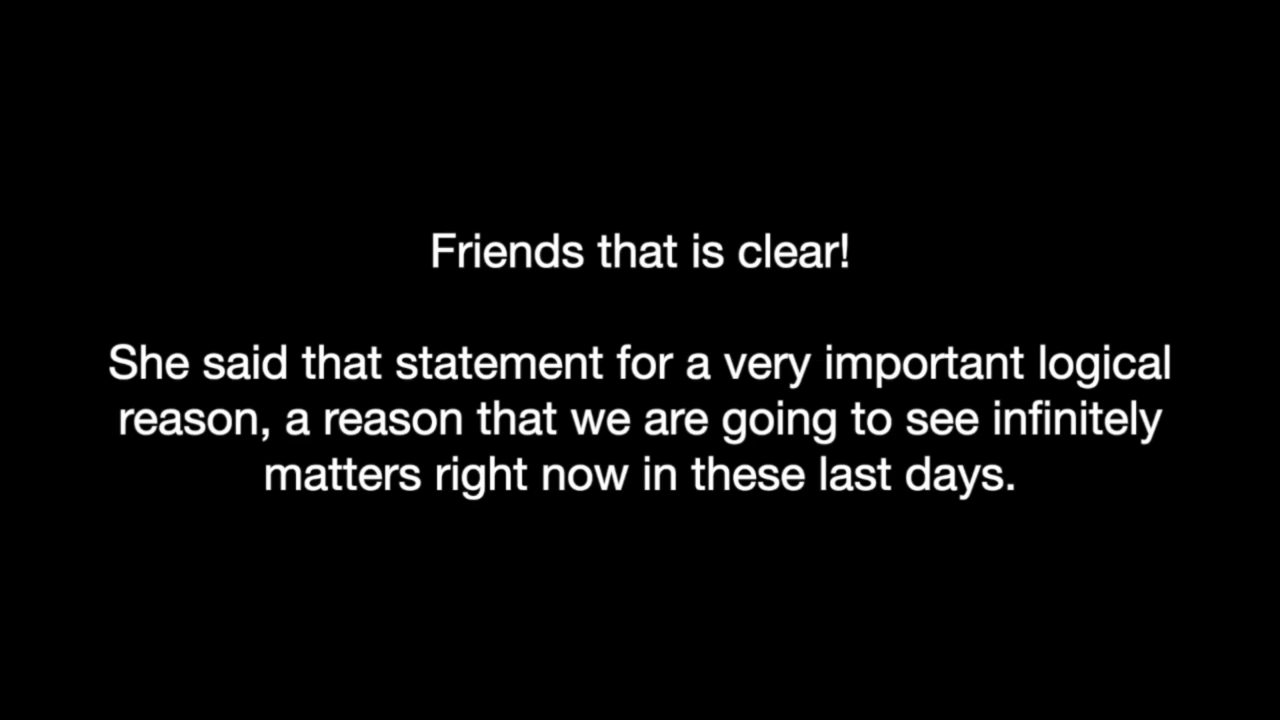 Friends that is clear!
She said that statement for a very important logical
reason, a reason that we are going to see infinitely
matters right now in these last days.